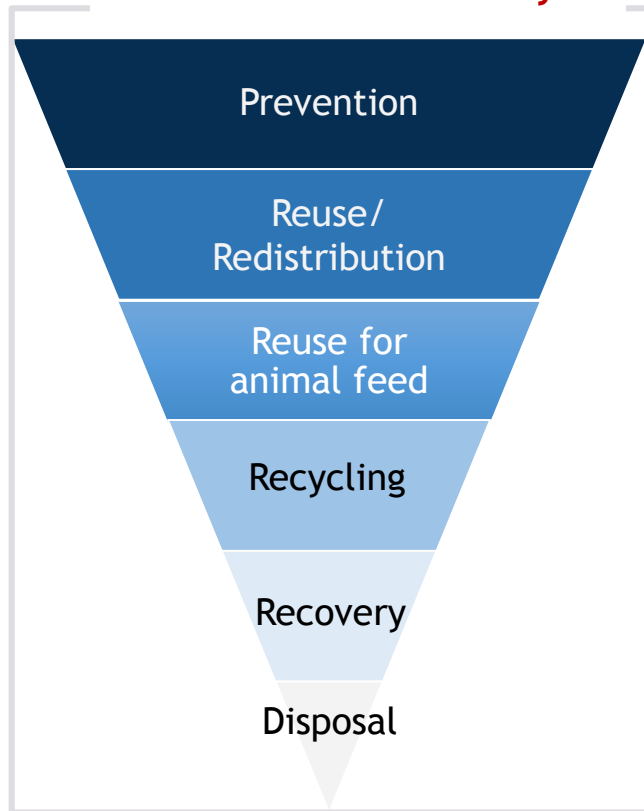 Prevention
Reuse/
Redistribution
Reuse for
animal feed
Recycling
Recovery
Disposal